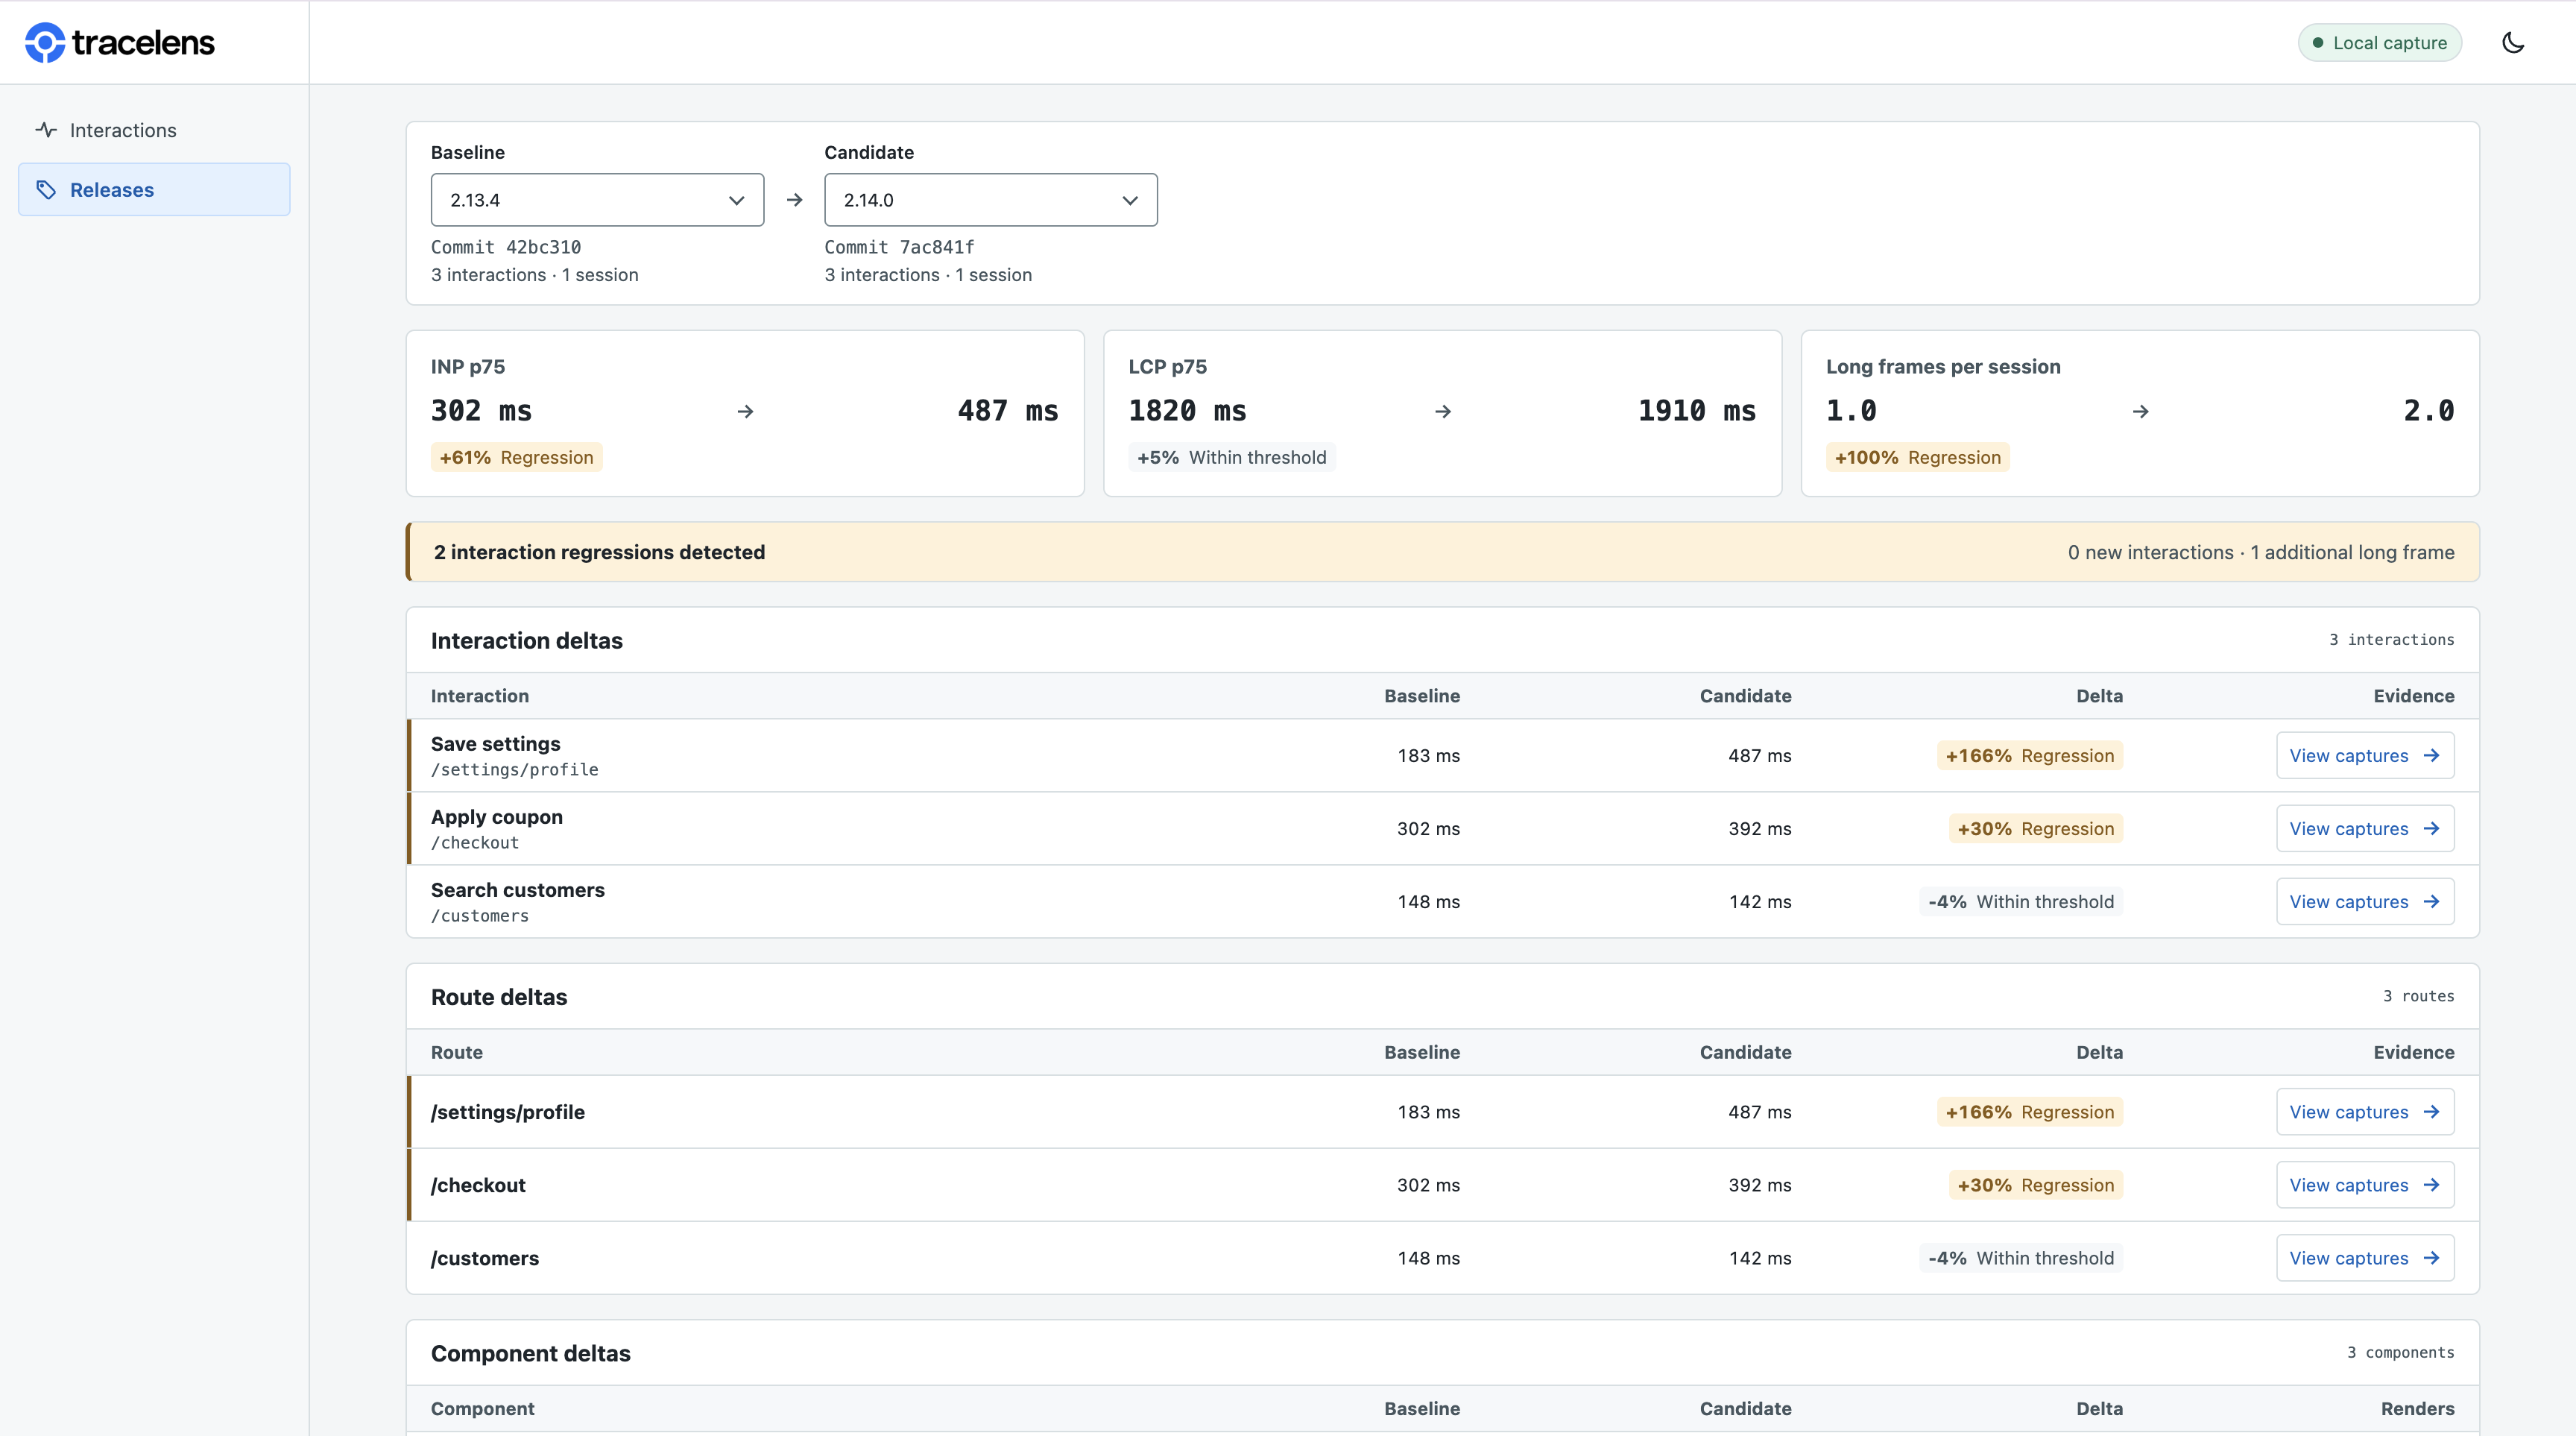 tracelens
Local capture
Interactions
Releases
Baseline
Candidate
2.13.4
2.14.0
Commit 42bc310
Commit 7ac841f
3 interactions · 1 session
3 interactions · 1 session
INP p75
302 ms
487 ms
+61% Regression
LCP p75
1820 ms
1910 ms
+5% Within threshold
Long frames per session
1.0
2.0
+100% Regression
2 interaction regressions detected
0 new interactions · 1 additional long frame
Interaction deltas
3 interactions
Interaction Baseline Candidate Delta Evidence
Save settings
/settings/profile
183 ms 487 ms +166% Regression View captures
Apply coupon
/checkout
302 ms 392 ms +30% Regression View captures
Search customers
/customers
148 ms 142 ms -4% Within threshold View captures
Route deltas
3 routes
Route Baseline Candidate Delta Evidence
/settings/profile 183 ms 487 ms +166% Regression View captures
/checkout 302 ms 392 ms +30% Regression View captures
/customers 148 ms 142 ms -4% Within threshold View captures
Component deltas
3 components
Component Baseline Candidate Delta Renders